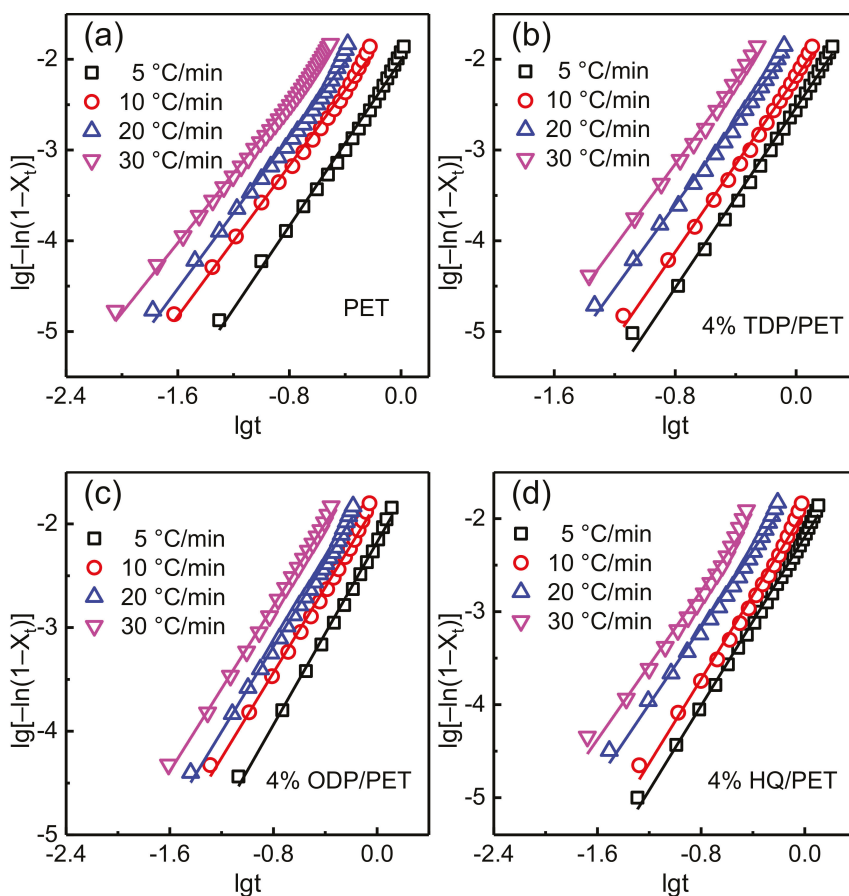 (a)
5 °C/min
10 °C/min
20 °C/min
30 °C/min
PET
-2
-3
-4
-5
-2.4 -1.6 -0.8 0.0
lgt
lg[–ln(1–Xt)]
(b)
5 °C/min
10 °C/min
20 °C/min
30 °C/min
4% TDP/PET
-2
-3
-4
-5
-1.6 -0.8 0.0
lgt
(c)
5 °C/min
10 °C/min
20 °C/min
30 °C/min
4% ODP/PET
-2
-3
-4
-5
-2.4 -1.6 -0.8 0.0
lgt
lg[–ln(1–Xt)]
(d)
5 °C/min
10 °C/min
20 °C/min
30 °C/min
4% HQ/PET
-2
-3
-4
-5
-2.4 -1.6 -0.8 0.0
lgt